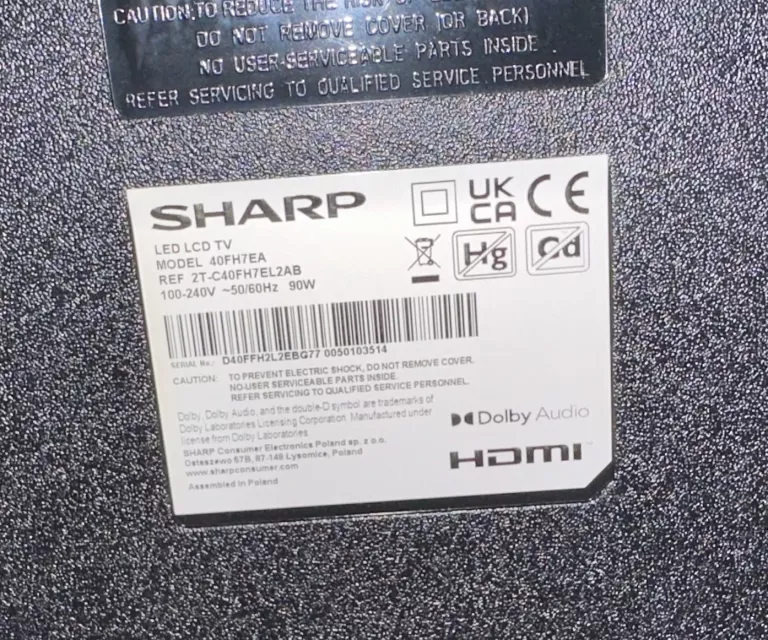 CAUTION,TO REDUCE THE RISK OF
DO NOT REMOVE COVER (OR BACK)
NO USER-SERVICEABLE PARTS INSIDE.
REFER SERVICING TO QUALIFIED SERVICE PERSONNEL
SHARP
UK
CA CE
LED LCD TV
MODEL 40FH7EA
REF 2T-C40FH7EL2AB
100-240V ~50/60Hz 90W
Hg Cd
SERIAL No.: D40FFH2L2EBG77 0050103514
CAUTION: TO PREVENT ELECTRIC SHOCK, DO NOT REMOVE COVER.
NO-USER SERVICEABLE PARTS INSIDE.
REFER SERVICING TO QUALIFIED SERVICE PERSONNEL.
Dolby, Dolby Audio, and the double-D symbol are trademarks of
Dolby Laboratories Licensing Corporation. Manufactured under
license from Dolby Laboratories.
Dolby Audio
SHARP Consumer Electronics Poland sp. z o.o.
Ostaszewo 57B, 87-148 Lysomice, Poland
www.sharpconsumer.com
HDMI™
Assembled in Poland